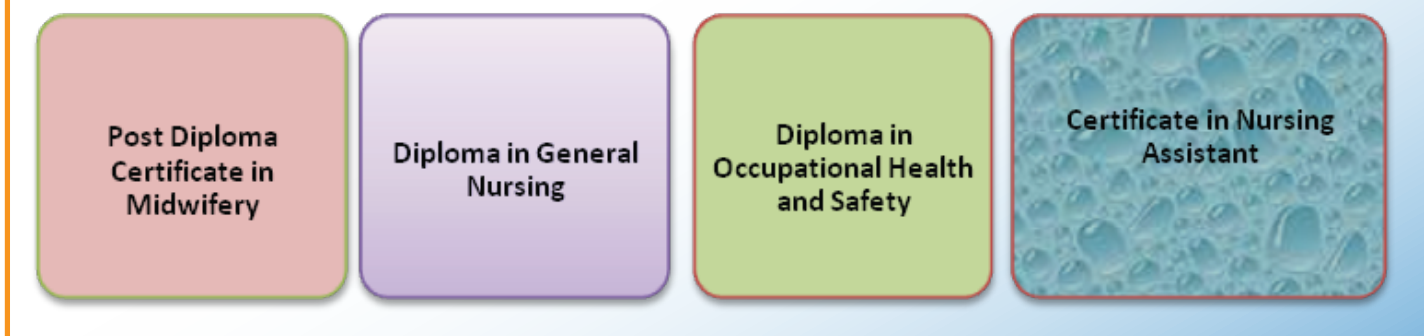 Post Diploma
Certificate in
Midwifery
Diploma in General
Nursing
Diploma in
Occupational Health
and Safety
Certificate in Nursing
Assistant